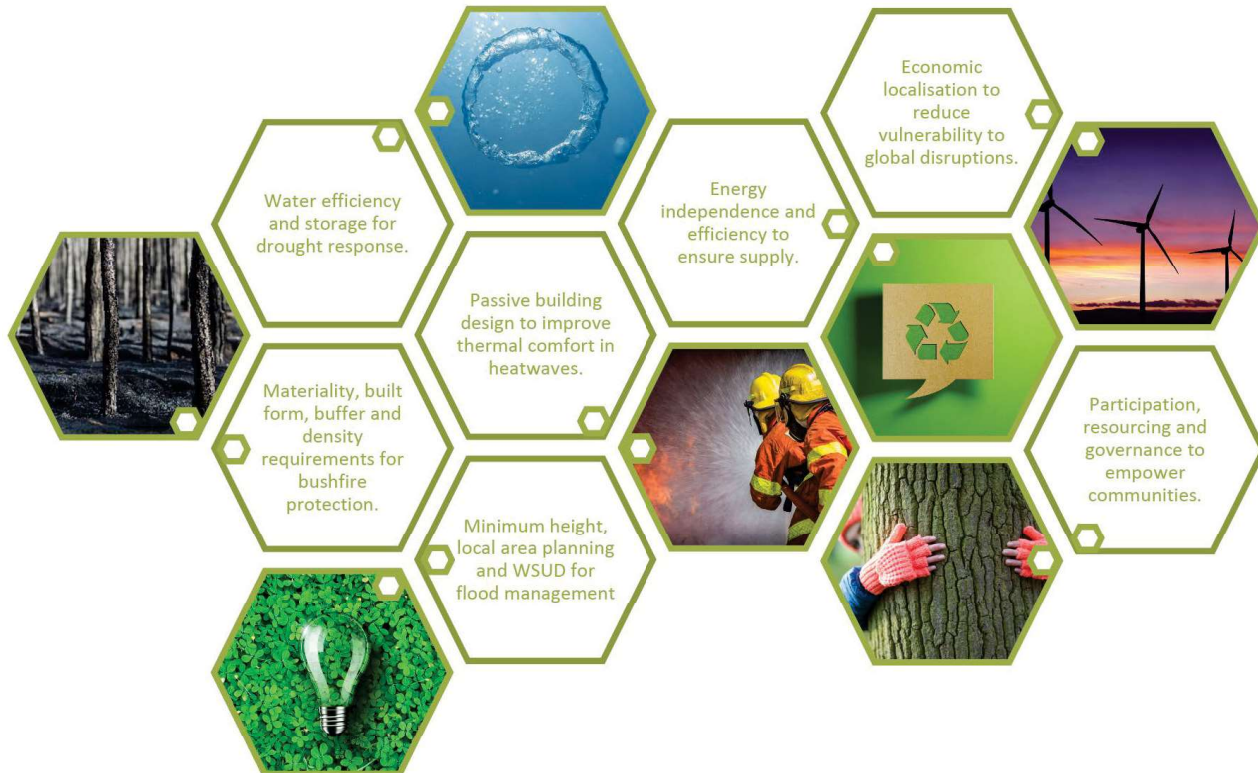 Economic
localisation to
reduce
vulnerability to
global disruptions.
Water efficiency
and storage for
drought response.
Energy
independence and
efficiency to
ensure supply.
Passive building
design to improve
thermal comfort in
heatwaves.
Materiality, built
form, buffer and
density
requirements for
bushfire
protection.
Participation,
resourcing and
governance to
empower
communities.
Minimum height,
local area planning
and WSUD for
flood management